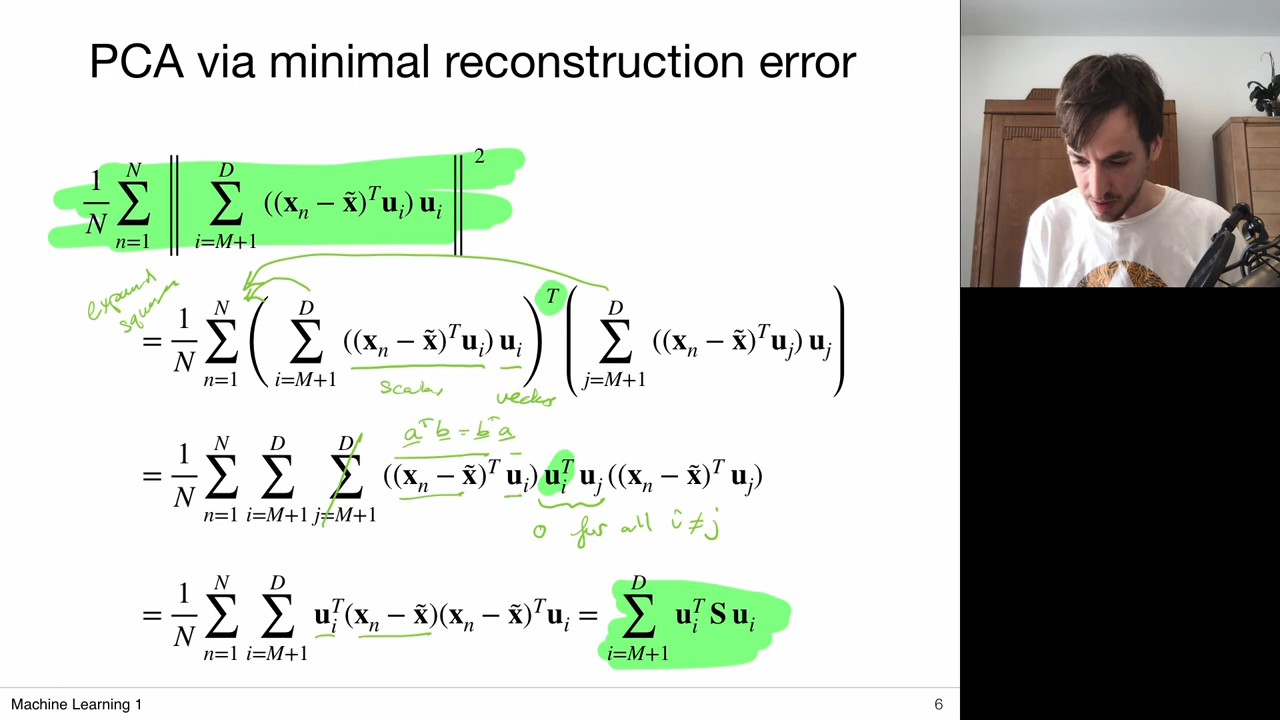 PCA via minimal reconstruction error
1/N ∑_{n=1}^{N} ‖ ∑_{i=M+1}^{D} ((x_n − x̃)^T u_i) u_i ‖^2
expand
square
= 1/N ∑_{n=1}^{N} ( ∑_{i=M+1}^{D} ((x_n − x̃)^T u_i) u_i )^T ( ∑_{j=M+1}^{D} ((x_n − x̃)^T u_j) u_j )
scalar vector
a^T b = b^T a
= 1/N ∑_{n=1}^{N} ∑_{i=M+1}^{D} ∑_{j=M+1}^{D} ((x_n − x̃)^T u_i) u_i^T u_j ((x_n − x̃)^T u_j)
0 for all i ≠ j
= 1/N ∑_{n=1}^{N} ∑_{i=M+1}^{D} u_i^T (x_n − x̃)(x_n − x̃)^T u_i = ∑_{i=M+1}^{D} u_i^T S u_i
Machine Learning 1 6